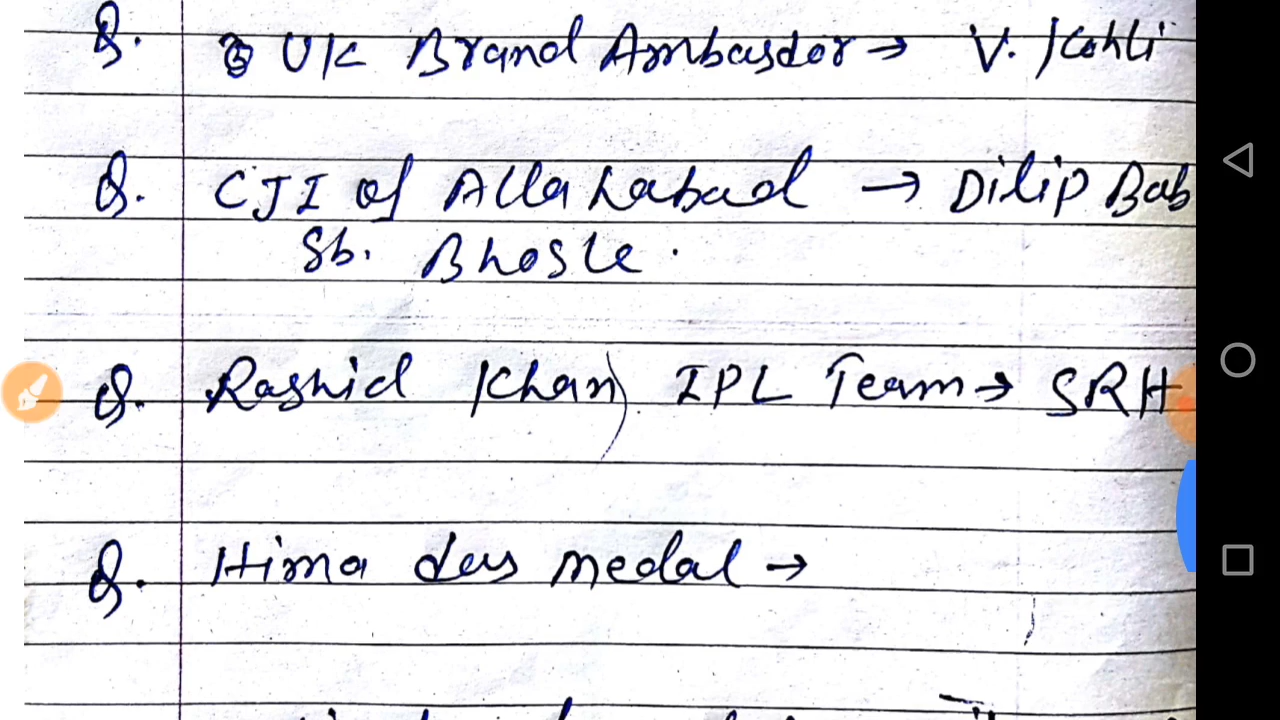 Q. UK Brand Ambasdor → V. Kohli
Q. CJI of Allahabad → Dilip Bab
Sb. Bhosle.
Q. Rashid Khan) IPL Team → SRH
Q. Hima das medal →